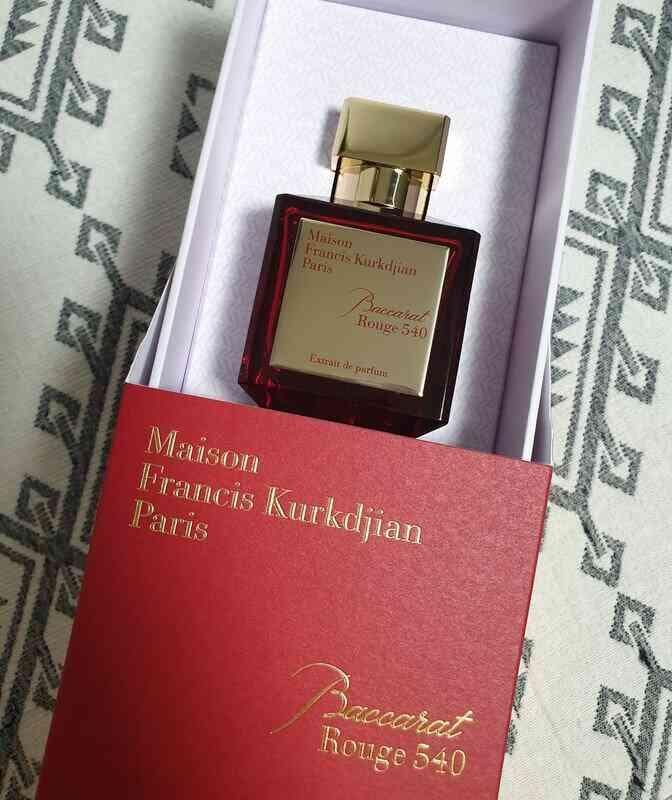 Maison
Francis Kurkdjian
Paris
Baccarat
Rouge 540
Extrait de parfum
Maison
Francis Kurkdjian
Paris
Baccarat
Rouge 540